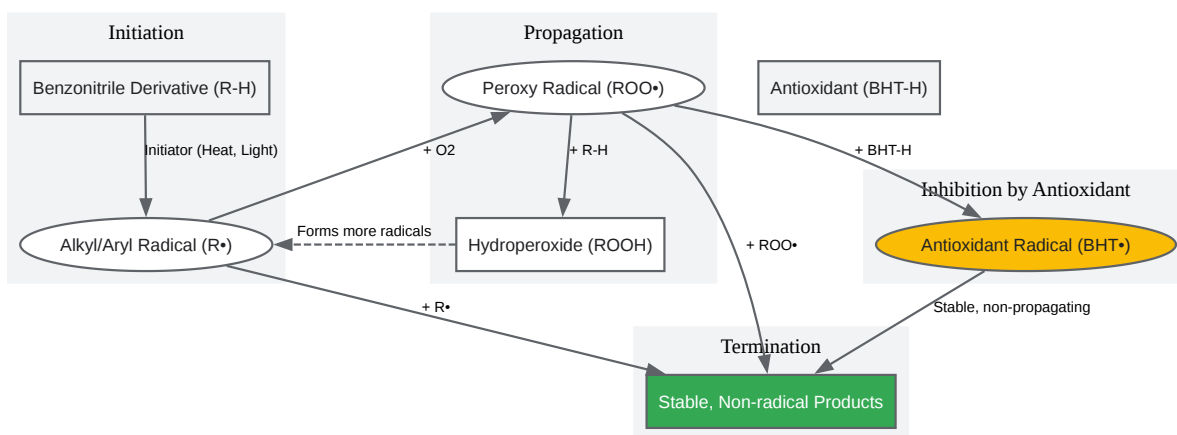 Initiation
Propagation
Benzonitrile Derivative (R-H)
Peroxy Radical (ROO•)
Antioxidant (BHT-H)
Initiator (Heat, Light)
+ O2
+ R-H
+ BHT-H
Inhibition by Antioxidant
Alkyl/Aryl Radical (R•)
Forms more radicals
Hydroperoxide (ROOH)
+ ROO•
Antioxidant Radical (BHT•)
+ R•
Stable, non-propagating
Termination
Stable, Non-radical Products